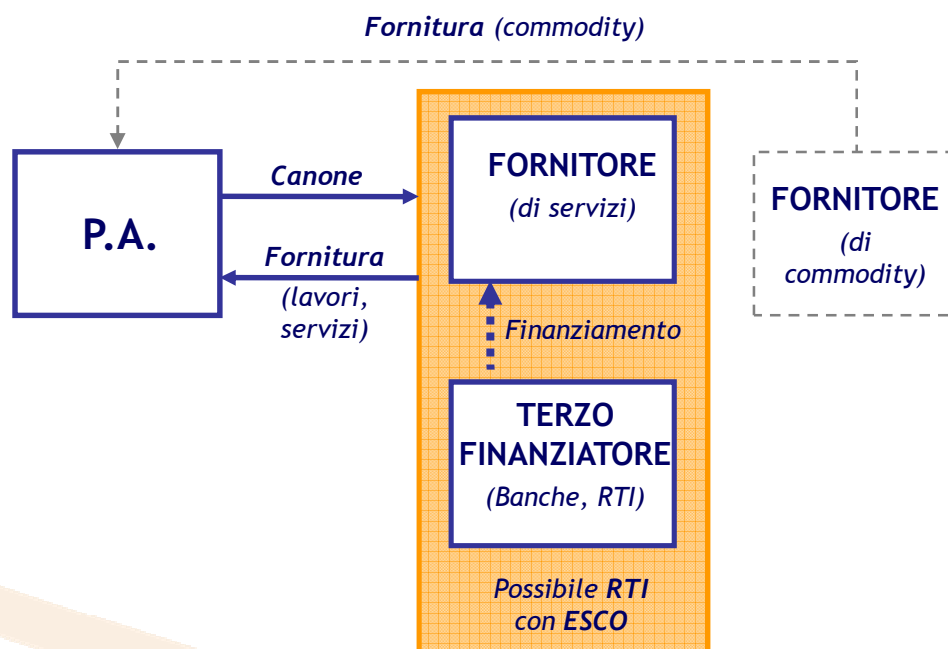 Fornitura (commodity)
P.A.
Canone
Fornitura
(lavori,
servizi)
FORNITORE
(di servizi)
Finanziamento
TERZO
FINANZIATORE
(Banche, RTI)
Possibile RTI
con ESCO
FORNITORE
(di
commodity)